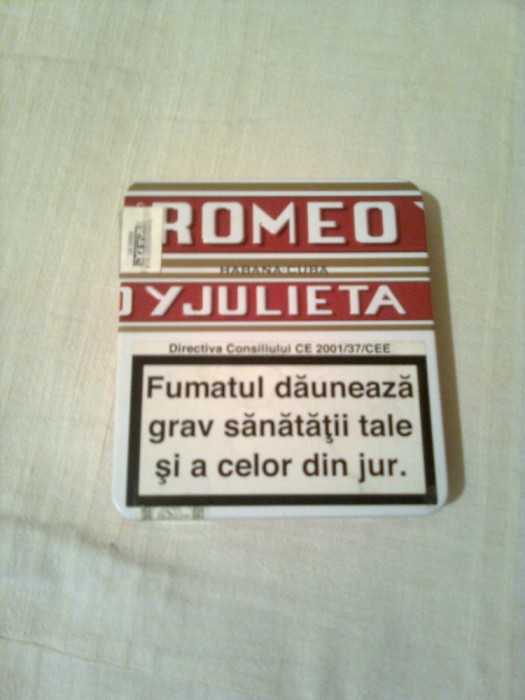 ROMEO Y
HABANA-CUBA
O YJULIETA
Directiva Consiliului CE 2001/37/CEE
Fumatul dăunează
grav sănătăţii tale
şi a celor din jur.